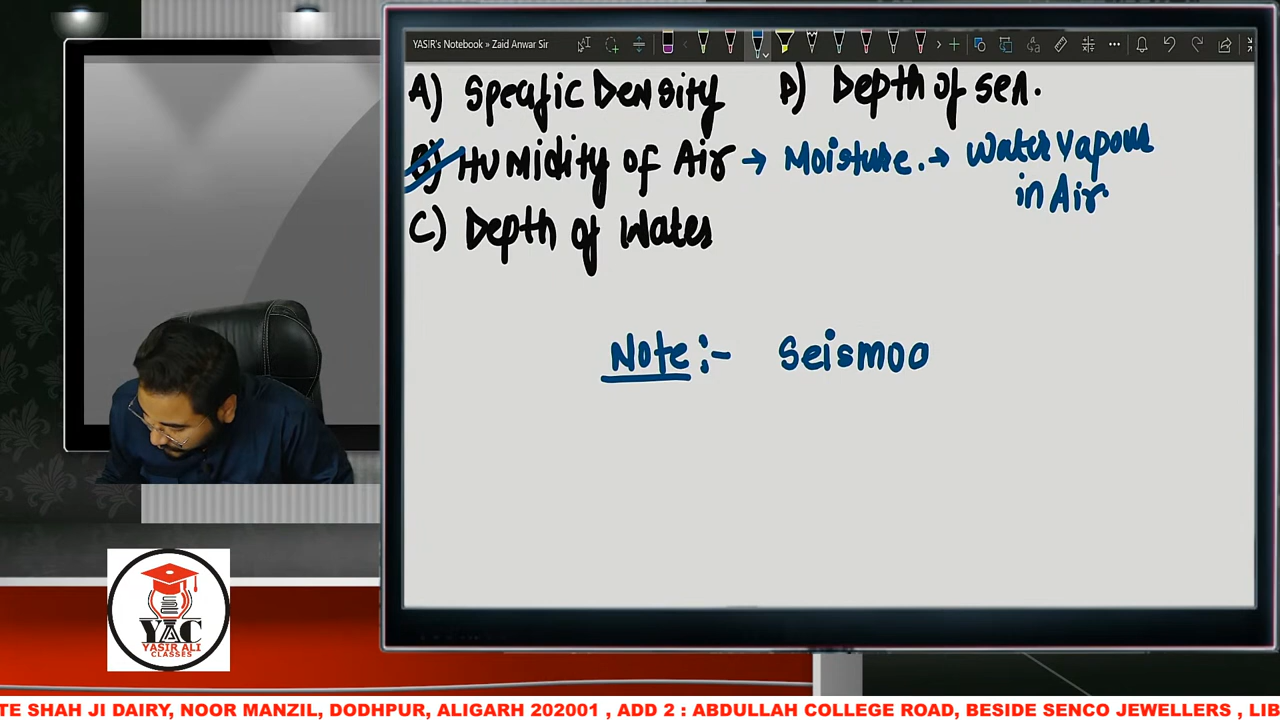 YASIR's Notebook » Zaid Anwar Sir
A) Specific Density D) Depth of sea.
B) Humidity of Air → Moisture. → Water Vapour
in Air
C) Depth of Water
Note:- Seismoo
YAC
YASIR ALI
CLASSES
TE SHAH JI DAIRY, NOOR MANZIL, DODHPUR, ALIGARH 202001 , ADD 2 : ABDULLAH COLLEGE ROAD, BESIDE SENCO JEWELLERS , LIB